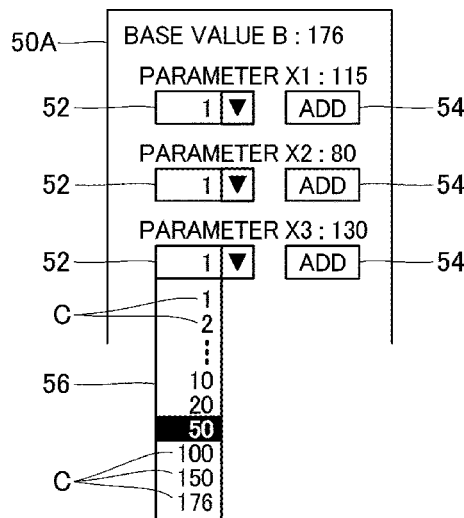 50A BASE VALUE B : 176
PARAMETER X1 : 115
52 1 ▼ ADD 54
PARAMETER X2 : 80
52 1 ▼ ADD 54
PARAMETER X3 : 130
52 1 ▼ ADD 54
1
C 2
56 10
20
50
100
C 150
176